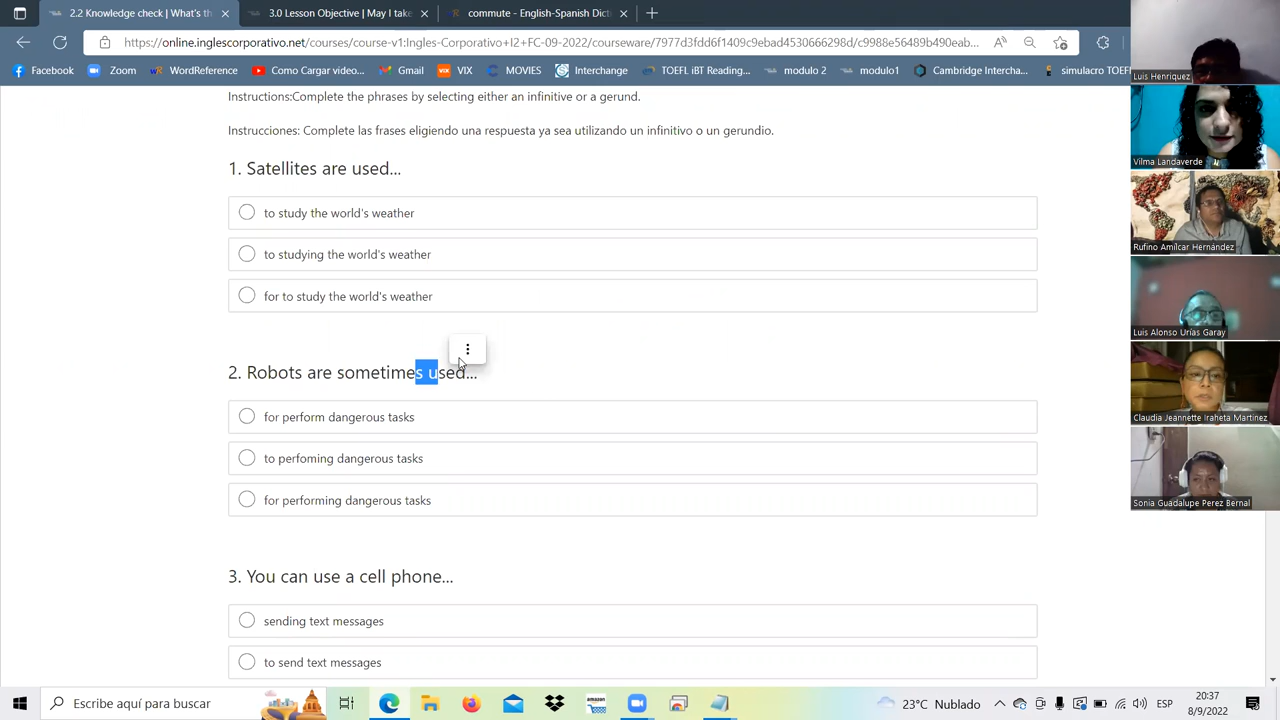 2.2 Knowledge check | What's th
3.0 Lesson Objective | May I take
commute - English-Spanish Dict
https://online.inglescorporativo.net/courses/course-v1:Ingles-Corporativo+I2+FC-09-2022/courseware/7977d3fdd6f1409c9ebad4530666298d/c9988e56489b490eab...
Facebook
Zoom
WordReference
Como Cargar video...
Gmail
VIX
MOVIES
Interchange
TOEFL iBT Reading...
modulo 2
modulo1
Cambridge Intercha...
simulacro TOEFL
Instructions:Complete the phrases by selecting either an infinitive or a gerund.
Instrucciones: Complete las frases eligiendo una respuesta ya sea utilizando un infinitivo o un gerundio.
1. Satellites are used...
to study the world's weather
to studying the world's weather
for to study the world's weather
2. Robots are sometimes used...
for perform dangerous tasks
to perfoming dangerous tasks
for performing dangerous tasks
3. You can use a cell phone...
sending text messages
to send text messages
Luis Henriquez
Vilma Landaverde
Rufino Amilcar Hernández
Luis Alonso Urías Garay
Claudia Jeannette Iraheta Martinez
Sonia Guadalupe Perez Bernal
Escribe aquí para buscar
23°C Nublado
ESP
20:37
8/9/2022